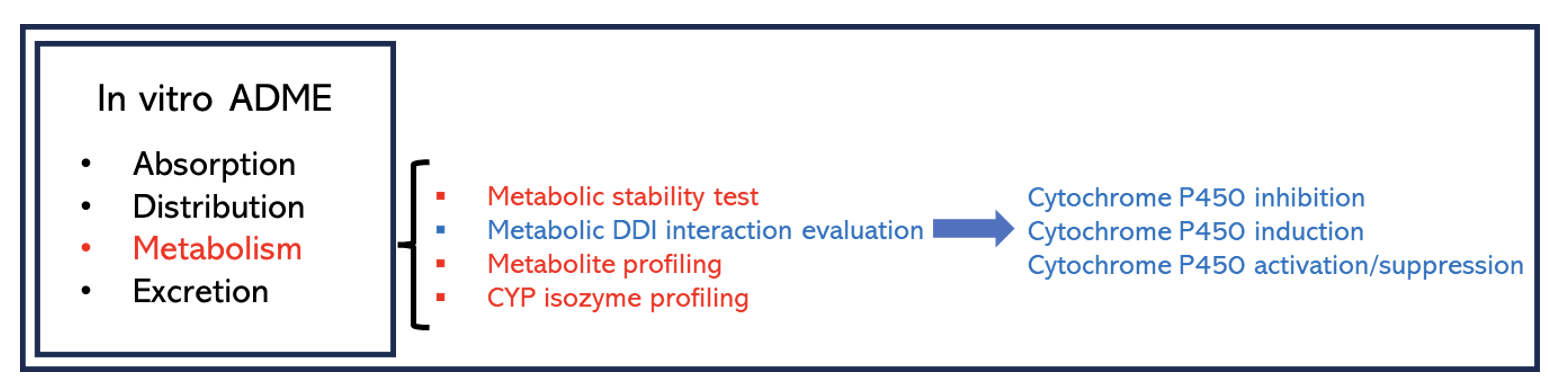 In vitro ADME
• Absorption
• Distribution
• Metabolism
• Excretion
▪ Metabolic stability test
▪ Metabolic DDI interaction evaluation
▪ Metabolite profiling
▪ CYP isozyme profiling
Cytochrome P450 inhibition
Cytochrome P450 induction
Cytochrome P450 activation/suppression